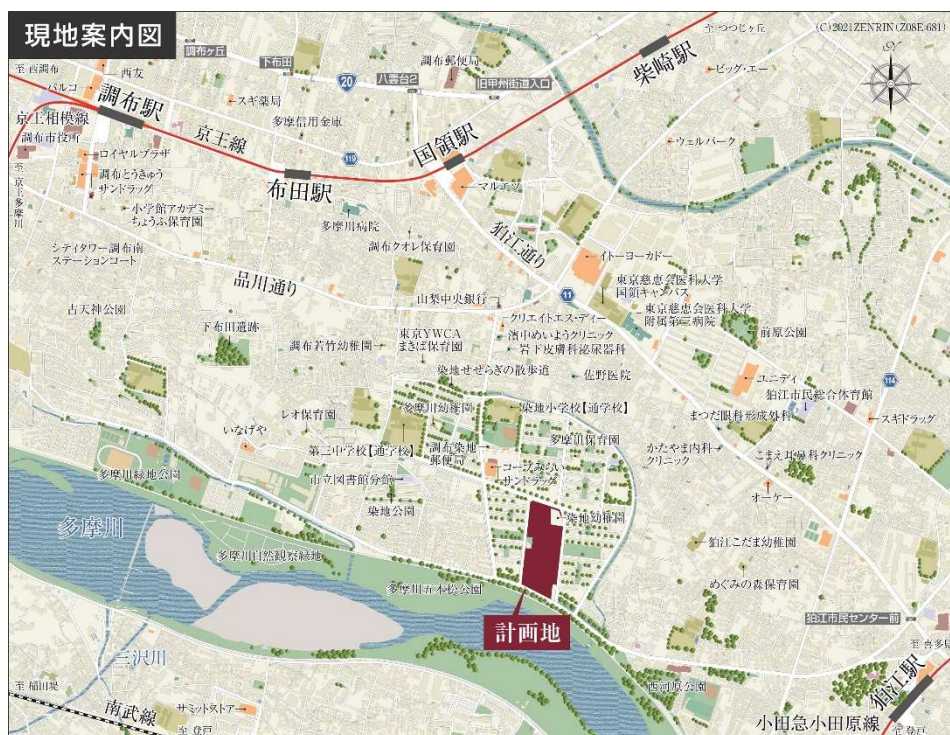 現地案内図
(C)2021ZENRIN(Z08E-681)
至 つつじヶ丘
柴崎駅
ビッグ・エー
調布ヶ丘
下布田
20
八雲台2
調布郵便局
旧甲州街道入口
至 西調布
西友
パルコ
調布駅
スギ薬局
京王相模線
調布市役所
京王線
多摩信用金庫
119
国領駅
ウェルパーク
ロイヤルプラザ
調布とうきゅう
サンドラッグ
至 京王多摩川
布田駅
マルエツ
小学館アカデミー
ちょうふ保育園
多摩川病院
調布クオレ保育園
狛江通り
シティタワー調布南
ステーションコート
品川通り
イトーヨーカドー
東京慈恵会医科大学
国領キャンパス
11
山梨中央銀行
東京慈恵会医科大学
附属第三病院
古天神公園
クリエイトエス・ディー
下布田遺跡
調布若竹幼稚園
東京YWCA
まきば保育園
濱中めいようクリニック
岩下皮膚科泌尿器科
前原公園
染地せせらぎの散歩道
佐野医院
ユニディ
114
狛江市民総合体育館
レオ保育園
多摩川幼稚園
染地小学校【通学校】
まつだ眼科形成外科
スギドラッグ
いなげや
第三中学校【通学校】
調布染地
郵便局
多摩川保育園
かたやま内科
クリニック
こまえ耳鼻科クリニック
多摩川緑地公園
市立図書館分館
コープみらい
サンドラッグ
オーケー
多摩川
染地公園
染地幼稚園
狛江こだま幼稚園
多摩川自然観察緑地
多摩川五本松公園
めぐみの森保育園
計画地
狛江市民センター前
三沢川
至 喜多見
狛江駅
至 稲田堤
西河原公園
南武線
サミットストアー
至 登戸
小田急小田原線
至 登戸